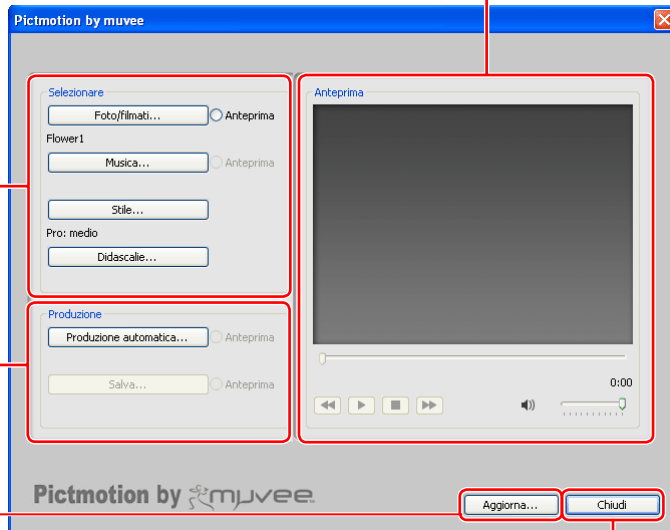 Pictmotion by muvee
Selezionare
Foto/filmati...
Anteprima
Flower1
Musica...
Anteprima
Stile...
Pro: medio
Didascalie...
Produzione
Produzione automatica...
Anteprima
Salva...
Anteprima
Anteprima
0:00
Pictmotion by muvee
Aggiorna...
Chiudi